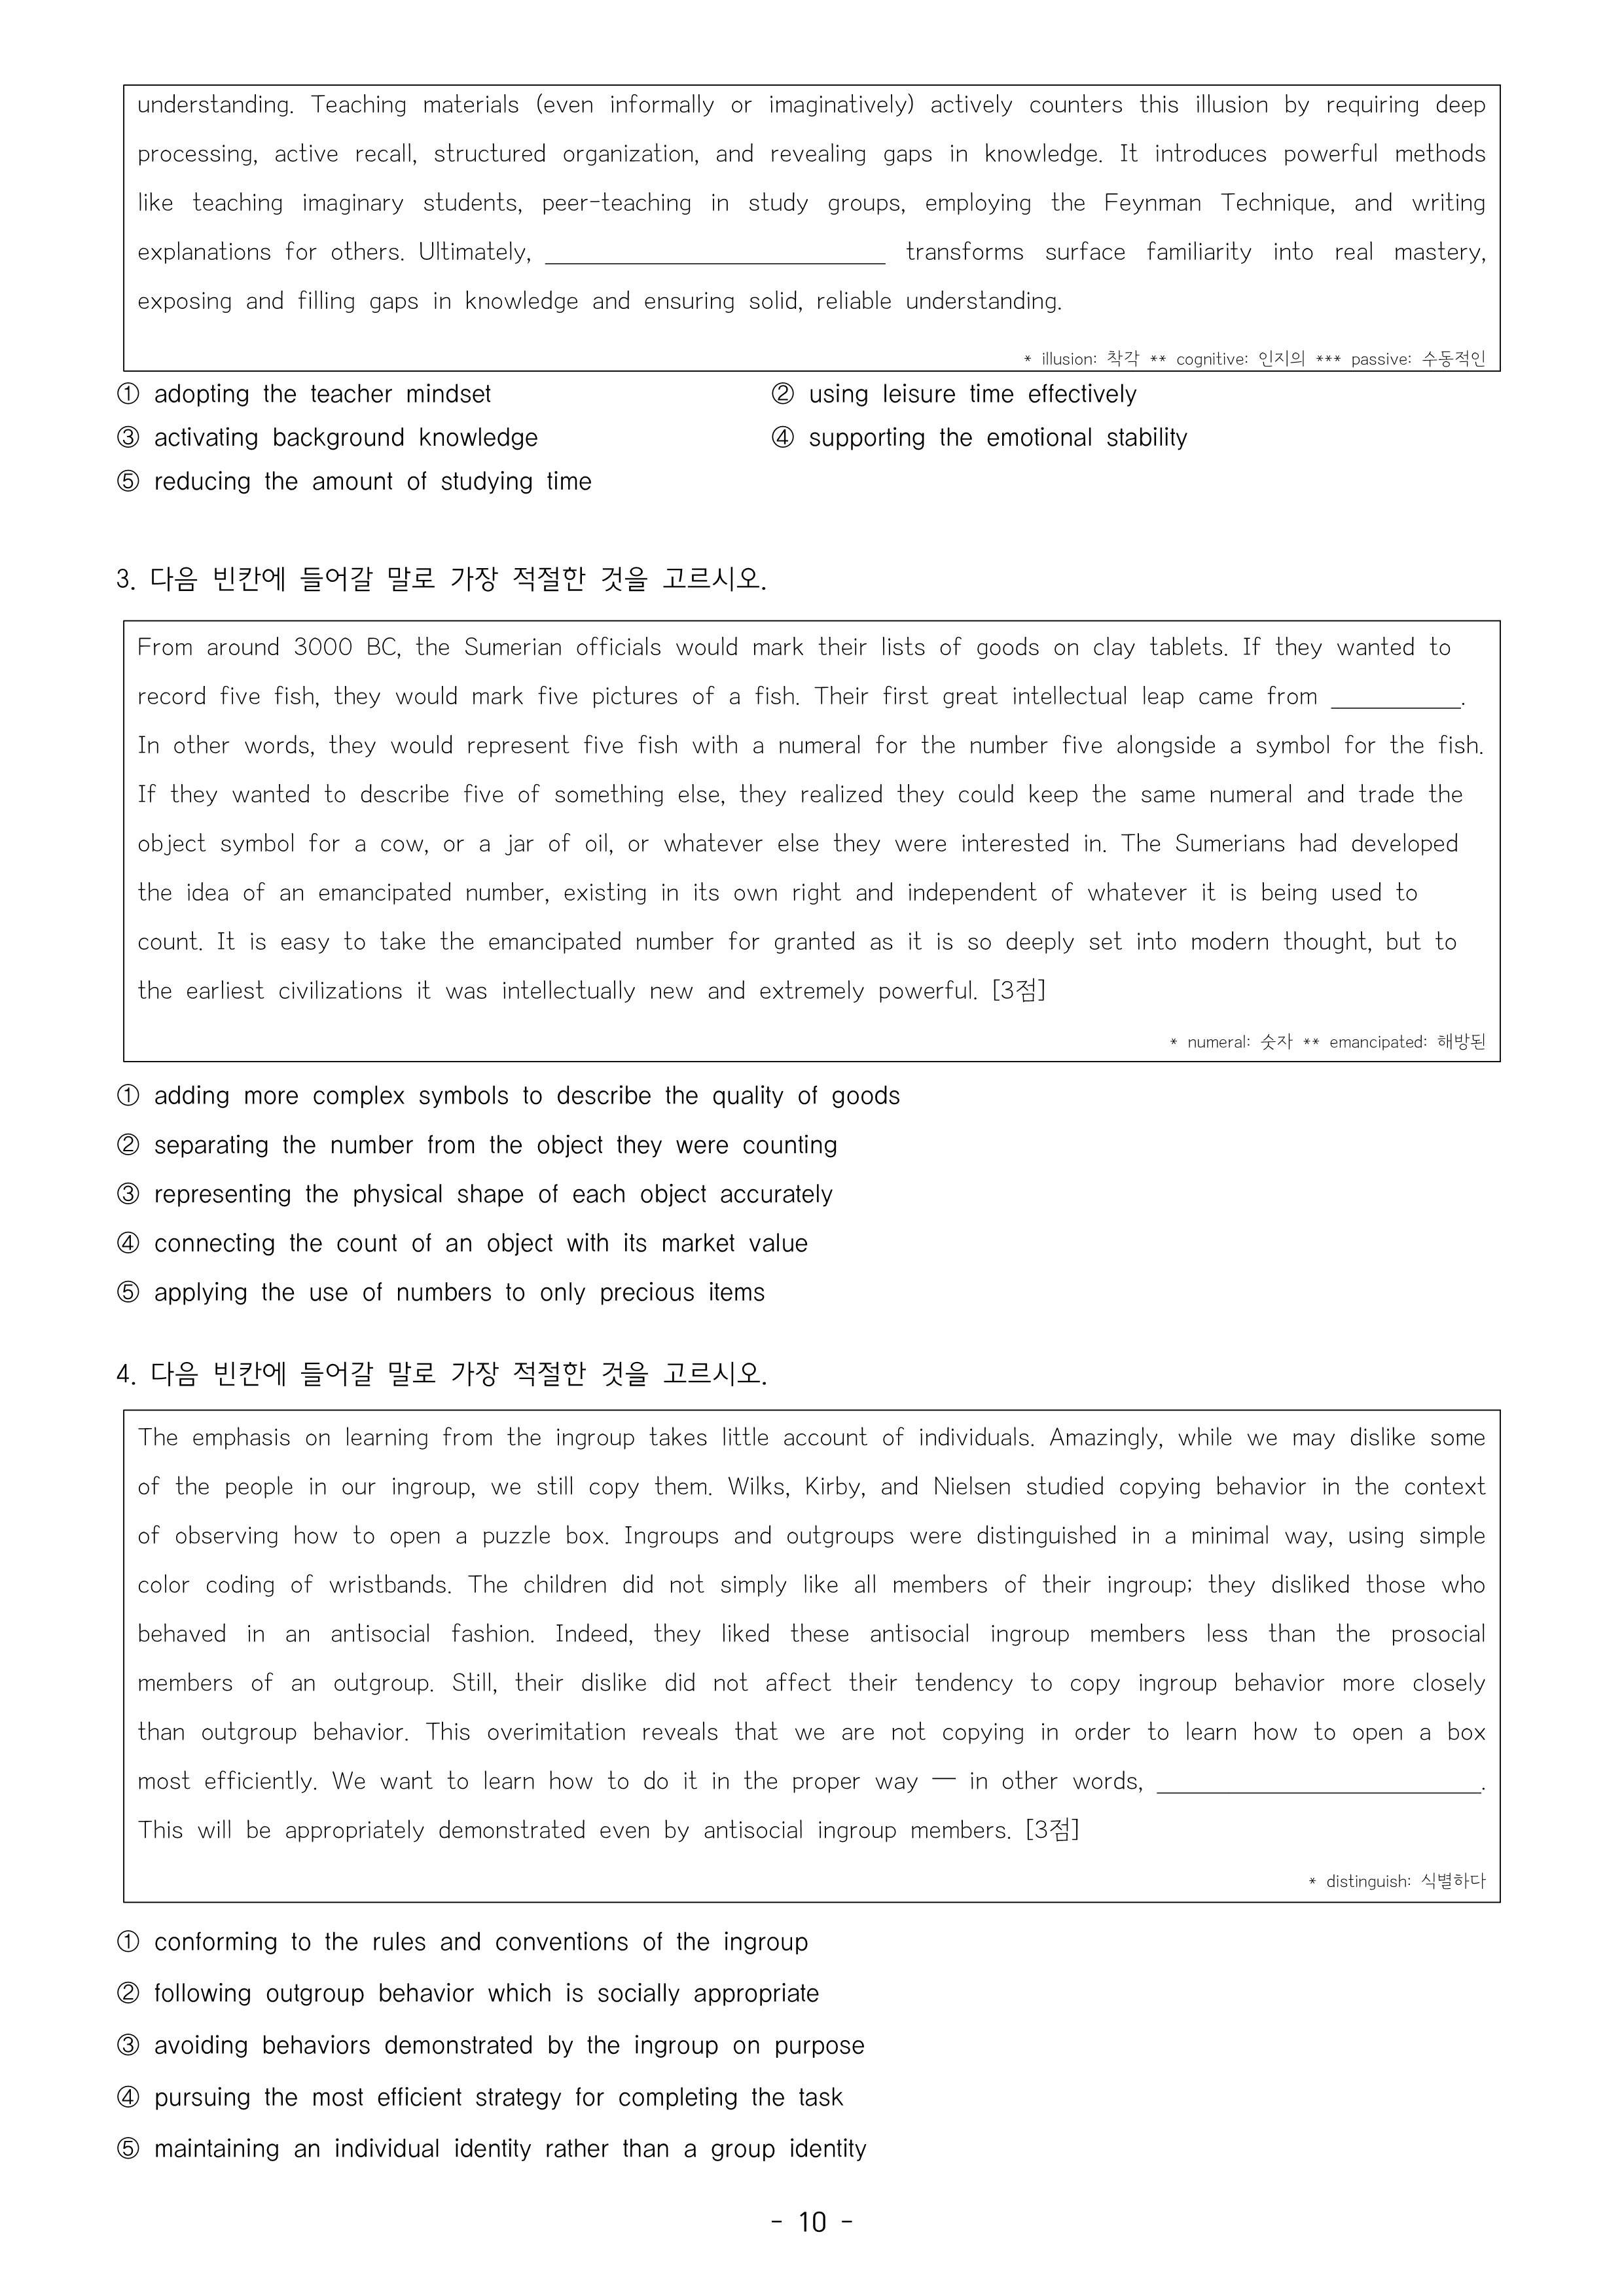 understanding. Teaching materials (even informally or imaginatively) actively counters this illusion by requiring deep
processing, active recall, structured organization, and revealing gaps in knowledge. It introduces powerful methods
like teaching imaginary students, peer-teaching in study groups, employing the Feynman Technique, and writing
explanations for others. Ultimately, __________________________ transforms surface familiarity into real mastery,
exposing and filling gaps in knowledge and ensuring solid, reliable understanding.
* illusion: 착각 ** cognitive: 인지의 *** passive: 수동적인
① adopting the teacher mindset ② using leisure time effectively
③ activating background knowledge ④ supporting the emotional stability
⑤ reducing the amount of studying time
3. 다음 빈칸에 들어갈 말로 가장 적절한 것을 고르시오.
From around 3000 BC, the Sumerian officials would mark their lists of goods on clay tablets. If they wanted to
record five fish, they would mark five pictures of a fish. Their first great intellectual leap came from __________.
In other words, they would represent five fish with a numeral for the number five alongside a symbol for the fish.
If they wanted to describe five of something else, they realized they could keep the same numeral and trade the
object symbol for a cow, or a jar of oil, or whatever else they were interested in. The Sumerians had developed
the idea of an emancipated number, existing in its own right and independent of whatever it is being used to
count. It is easy to take the emancipated number for granted as it is so deeply set into modern thought, but to
the earliest civilizations it was intellectually new and extremely powerful. [3점]
* numeral: 숫자 ** emancipated: 해방된
① adding more complex symbols to describe the quality of goods
② separating the number from the object they were counting
③ representing the physical shape of each object accurately
④ connecting the count of an object with its market value
⑤ applying the use of numbers to only precious items
4. 다음 빈칸에 들어갈 말로 가장 적절한 것을 고르시오.
The emphasis on learning from the ingroup takes little account of individuals. Amazingly, while we may dislike some
of the people in our ingroup, we still copy them. Wilks, Kirby, and Nielsen studied copying behavior in the context
of observing how to open a puzzle box. Ingroups and outgroups were distinguished in a minimal way, using simple
color coding of wristbands. The children did not simply like all members of their ingroup; they disliked those who
behaved in an antisocial fashion. Indeed, they liked these antisocial ingroup members less than the prosocial
members of an outgroup. Still, their dislike did not affect their tendency to copy ingroup behavior more closely
than outgroup behavior. This overimitation reveals that we are not copying in order to learn how to open a box
most efficiently. We want to learn how to do it in the proper way — in other words, _________________________.
This will be appropriately demonstrated even by antisocial ingroup members. [3점]
* distinguish: 식별하다
① conforming to the rules and conventions of the ingroup
② following outgroup behavior which is socially appropriate
③ avoiding behaviors demonstrated by the ingroup on purpose
④ pursuing the most efficient strategy for completing the task
⑤ maintaining an individual identity rather than a group identity
- 10 -